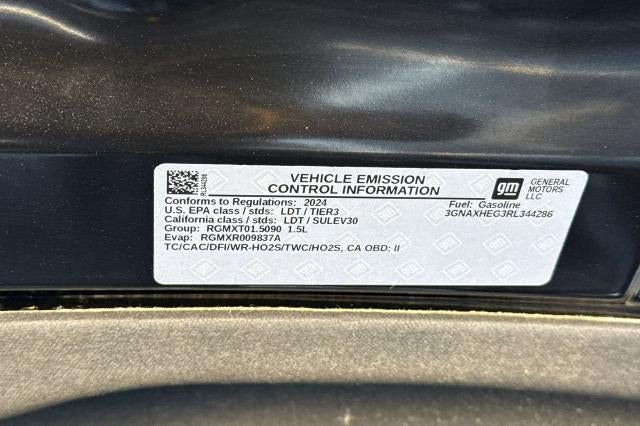 VEHICLE EMISSION
CONTROL INFORMATION
gm GENERAL MOTORS LLC
RL344286
Conforms to Regulations: 2024
Fuel: Gasoline
U.S. EPA class / stds: LDT / TIER3
3GNAXHEG3RL344286
California class / stds: LDT / SULEV30
Group: RGMXT01.5090 1.5L
Evap: RGMXR009837A
TC/CAC/DFI/WR-HO2S/TWC/HO2S, CA OBD: II